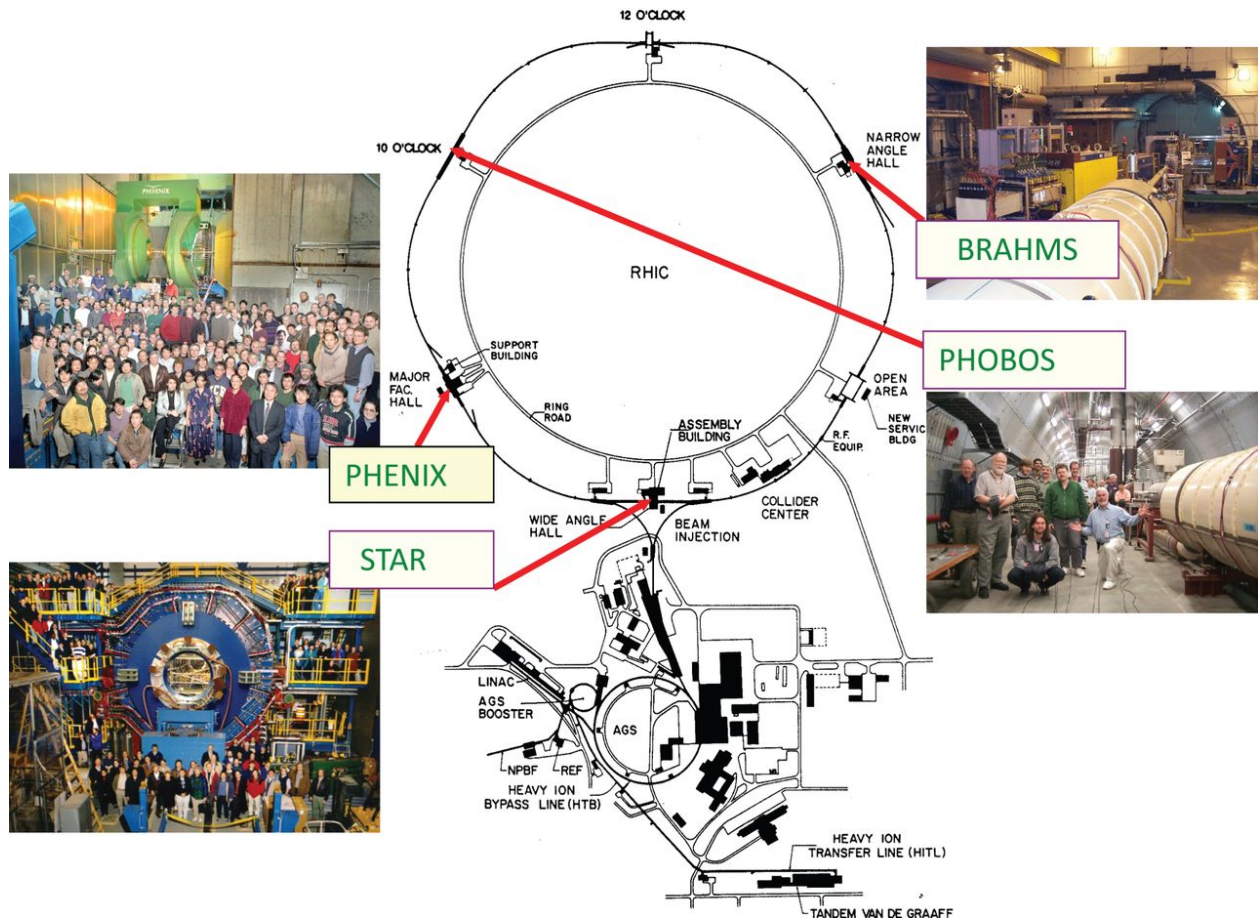 12 O'CLOCK
10 O'CLOCK
NARROW
ANGLE
HALL
PHENIX
BRAHMS
RHIC
PHOBOS
SUPPORT
BUILDING
MAJOR
FAC.
HALL
RING
ROAD
OPEN
AREA
NEW
SERVIC
BLDG
ASSEMBLY
BUILDING
R.F.
EQUIP.
PHENIX
COLLIDER
CENTER
WIDE ANGLE
HALL
BEAM
INJECTION
STAR
LINAC
AGS
BOOSTER
AGS
NPBF
REF
HEAVY ION
BYPASS LINE (HTB)
HEAVY ION
TRANSFER LINE (HITL)
TANDEM VAN DE GRAAFF